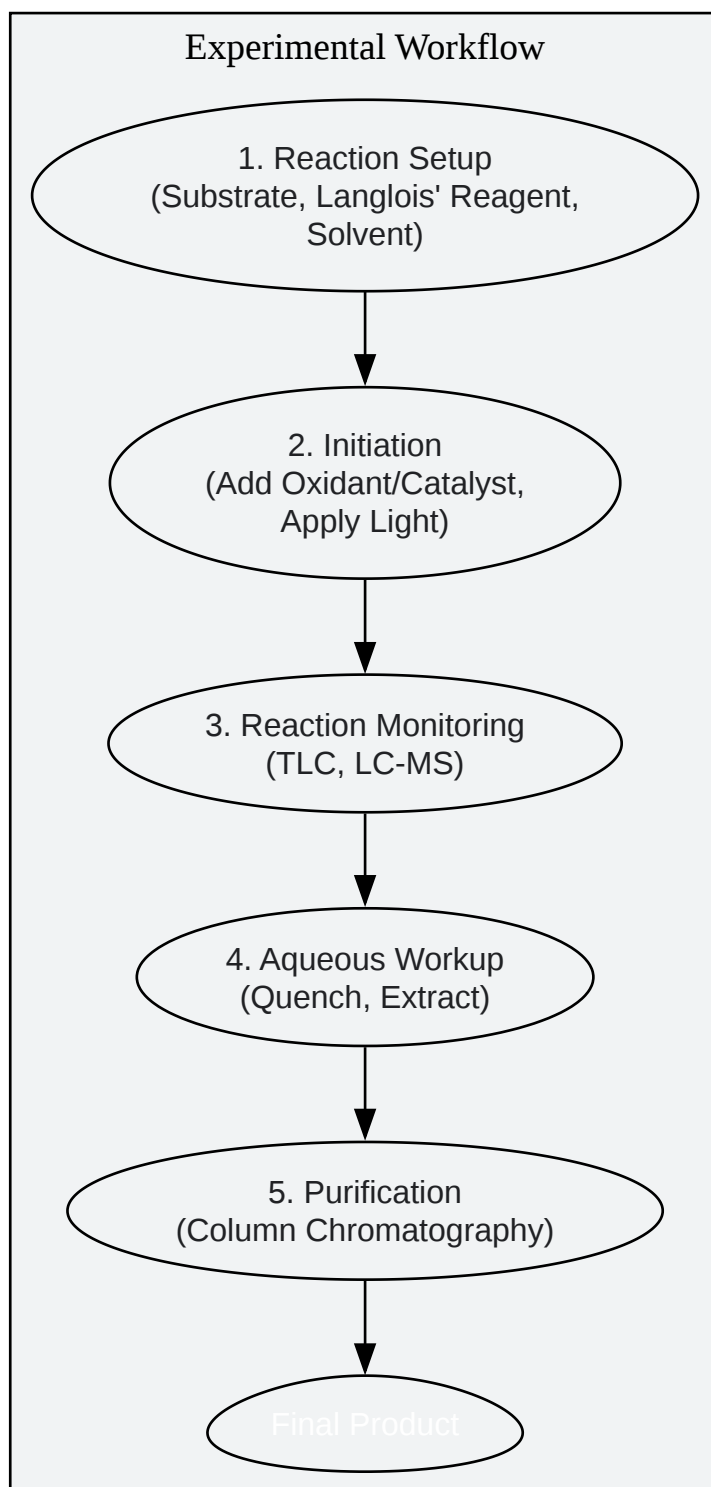 Experimental Workflow
1. Reaction Setup
(Substrate, Langlois' Reagent,
Solvent)
2. Initiation
(Add Oxidant/Catalyst,
Apply Light)
3. Reaction Monitoring
(TLC, LC-MS)
4. Aqueous Workup
(Quench, Extract)
5. Purification
(Column Chromatography)
Final Product